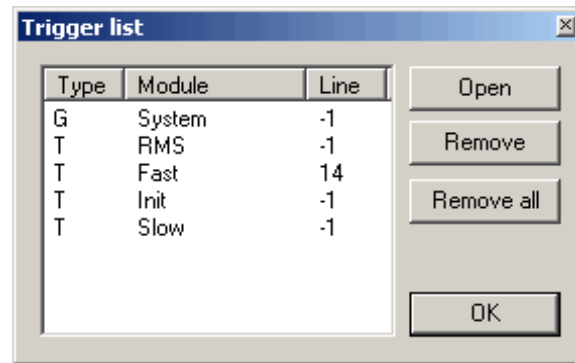 Trigger list
Type Module Line
G System -1
T RMS -1
T Fast 14
T Init -1
T Slow -1
Open
Remove
Remove all
OK